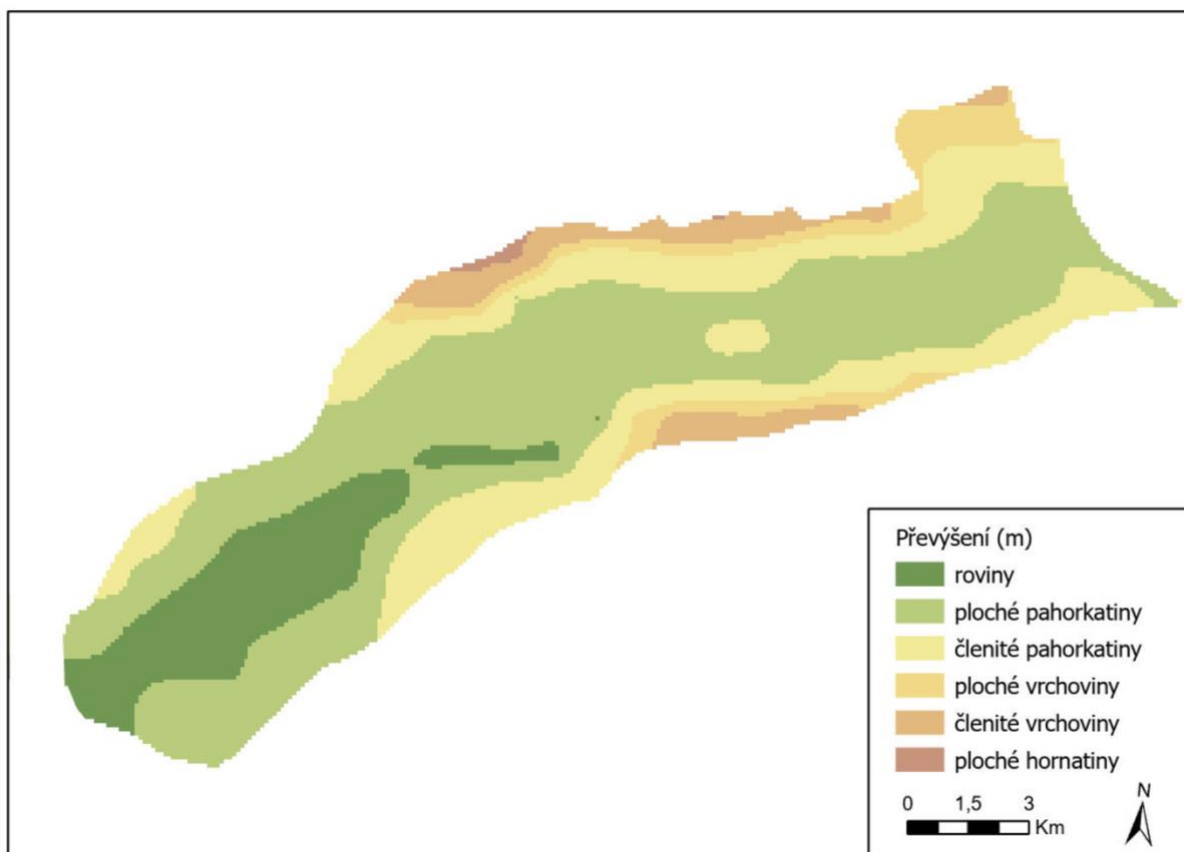 Převýšení (m)
roviny
ploché pahorkatiny
členité pahorkatiny
ploché vrchoviny
členité vrchoviny
ploché hornatiny
0 1,5 3
Km
N